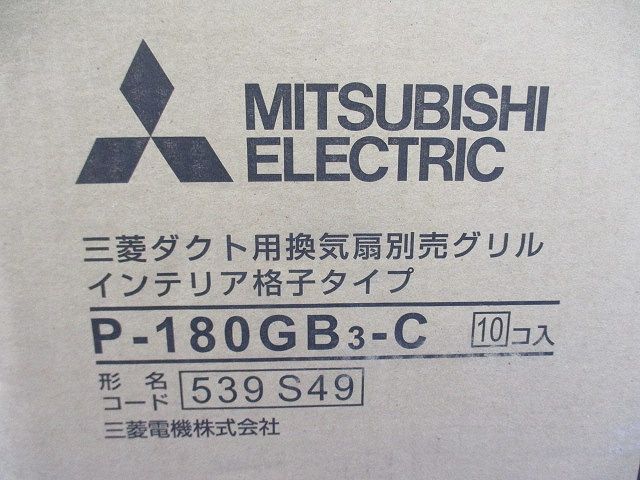 MITSUBISHI
ELECTRIC
三菱ダクト用換気扇別売グリル
インテリア格子タイプ
P-180GB3-C 10コ入
形名
コード 539 S49
三菱電機株式会社